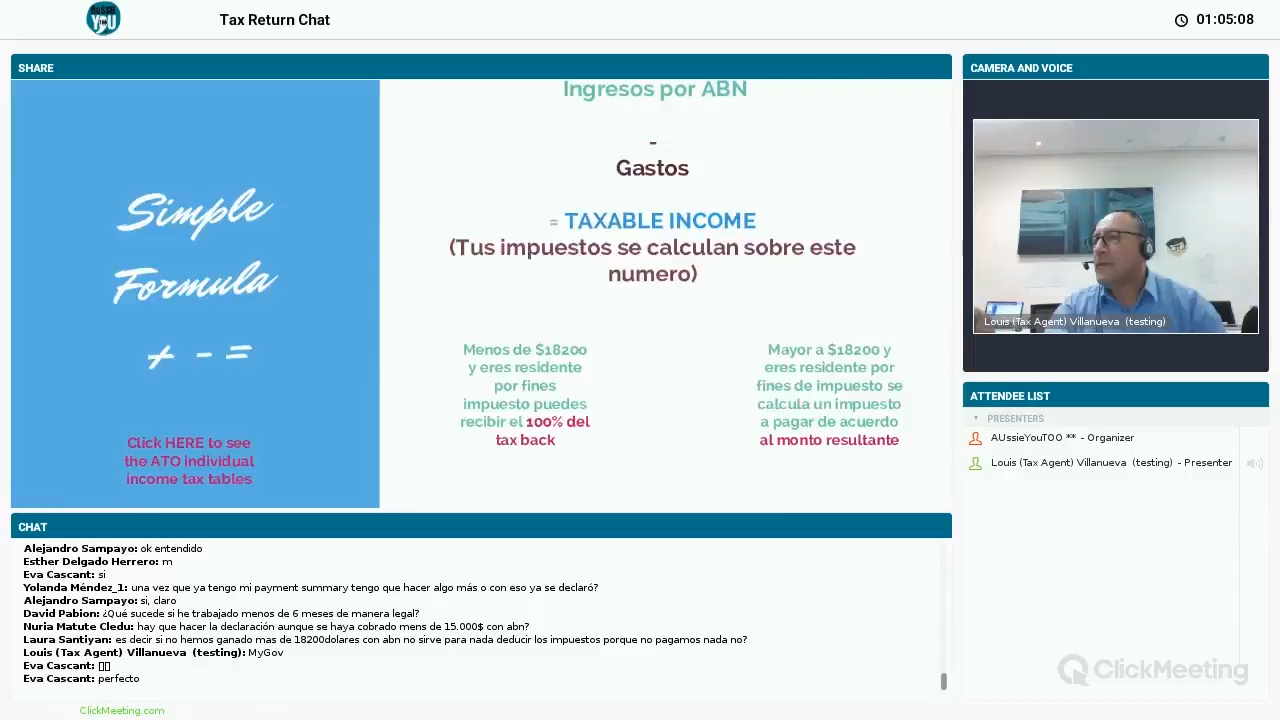 AUSSIE
YOU
TOO
Tax Return Chat
01:05:08
SHARE
Simple
Formula
+ - =
Click HERE to see
the ATO individual
income tax tables
Ingresos por ABN
-
Gastos
= TAXABLE INCOME
(Tus impuestos se calculan sobre este
numero)
Menos de $18200
y eres residente
por fines
impuesto puedes
recibir el 100% del
tax back
Mayor a $18200 y
eres residente por
fines de impuesto se
calcula un impuesto
a pagar de acuerdo
al monto resultante
CAMERA AND VOICE
Louis (Tax Agent) Villanueva (testing)
ATTENDEE LIST
PRESENTERS
AUssieYouTOO ** - Organizer
Louis (Tax Agent) Villanueva (testing) - Presenter
CHAT
Alejandro Sampayo: ok entendido
Esther Delgado Herrero: m
Eva Cascant: si
Yolanda Méndez_1: una vez que ya tengo mi payment summary tengo que hacer algo más o con eso ya se declaró?
Alejandro Sampayo: si, claro
David Pabion: ¿Qué sucede si he trabajado menos de 6 meses de manera legal?
Nuria Matute Cledu: hay que hacer la declaración aunque se haya cobrado mens de 15.000$ con abn?
Laura Santiyan: es decir si no hemos ganado mas de 18200dolares con abn no sirve para nada deducir los impuestos porque no pagamos nada no?
Louis (Tax Agent) Villanueva (testing): MyGov
Eva Cascant:
Eva Cascant: perfecto
ClickMeeting
ClickMeeting.com